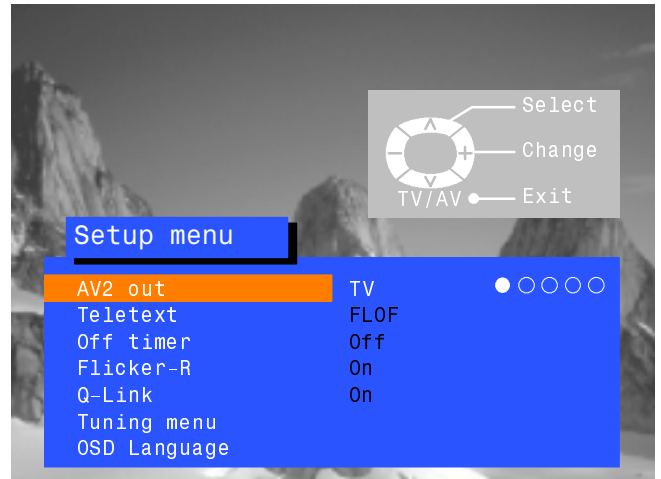 Select
Change
TV/AV Exit
Setup menu
AV2 out TV
Teletext FLOF
Off timer Off
Flicker-R On
Q-Link On
Tuning menu
OSD Language